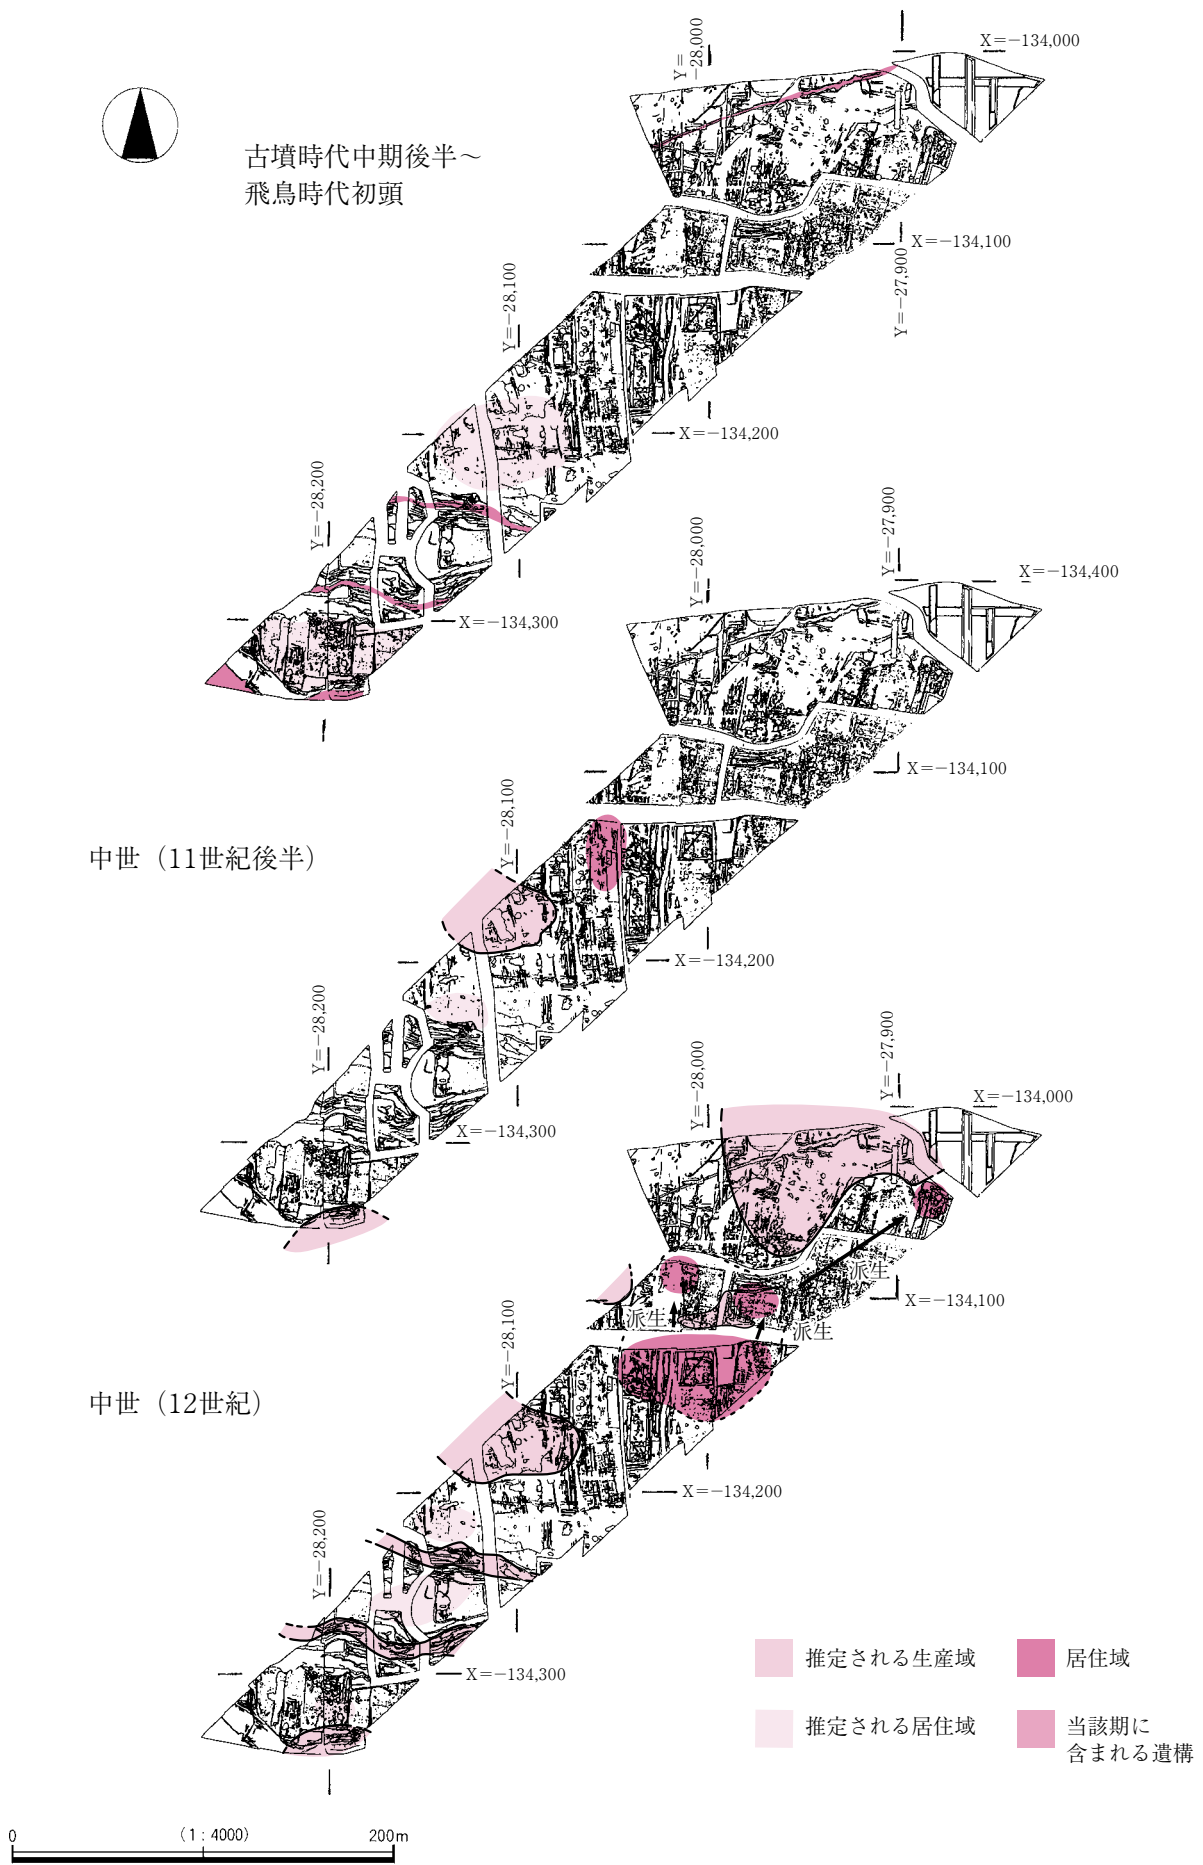 X=-134,000
Y=
-28,000
古墳時代中期後半～
飛鳥時代初頭
X=-134,100
Y=-27,900
Y=-28,100
X=-134,200
Y=-28,200
X=-134,300
Y=-28,000
Y=-27,900
X=-134,400
X=-134,100
Y=-28,100
中世（11世紀後半）
X=-134,200
Y=-28,200
X=-134,300
Y=-28,000
Y=-27,900
X=-134,000
派生
X=-134,100
派生
派生
Y=-28,100
中世（12世紀）
X=-134,200
Y=-28,200
X=-134,300
推定される生産域
居住域
推定される居住域
当該期に
含まれる遺構
0
（1：4000）
200m